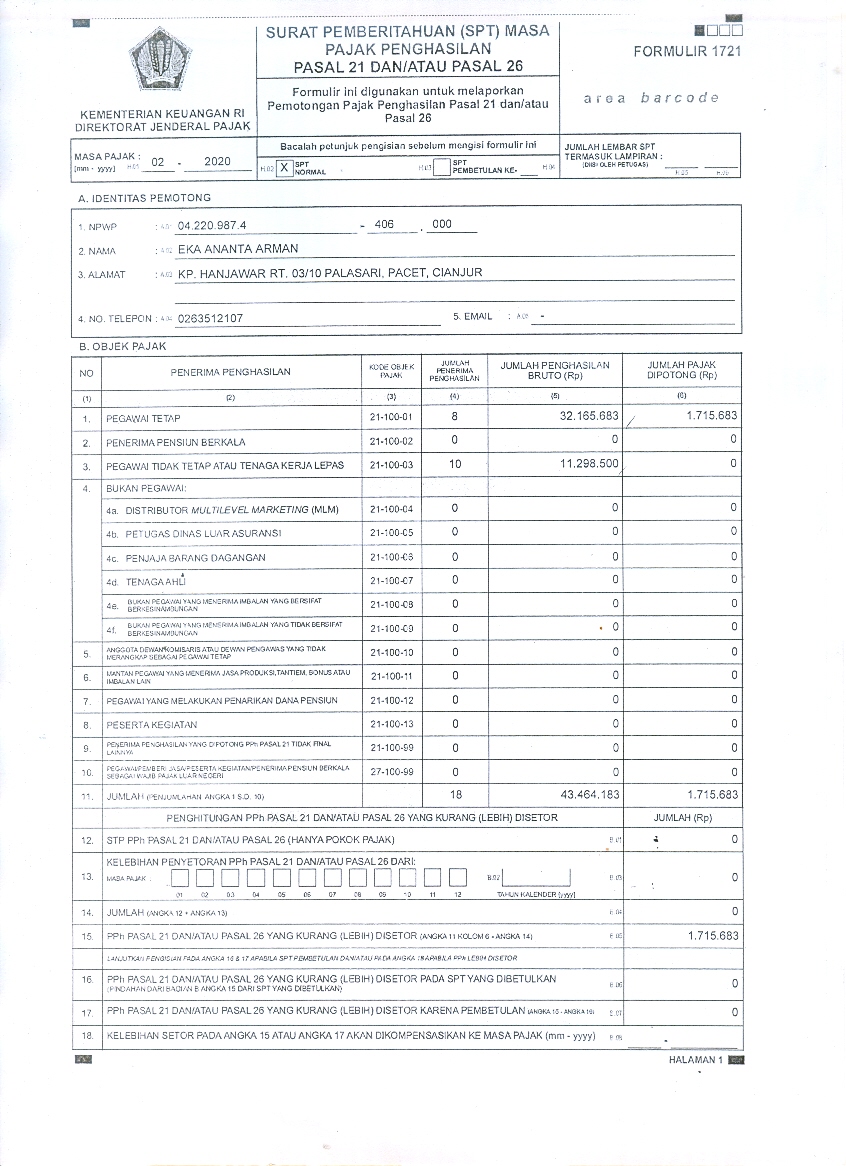 SURAT PEMBERITAHUAN (SPT) MASA
PAJAK PENGHASILAN
PASAL 21 DAN/ATAU PASAL 26
FORMULIR 1721
Formulir ini digunakan untuk melaporkan
Pemotongan Pajak Penghasilan Pasal 21 dan/atau
Pasal 26
area barcode
KEMENTERIAN KEUANGAN RI
DIREKTORAT JENDERAL PAJAK
Bacalah petunjuk pengisian sebelum mengisi formulir ini
MASA PAJAK : [mm - yyyy] H.01 02 - 2020
H.02 X SPT NORMAL H.03 SPT PEMBETULAN KE- H.04
JUMLAH LEMBAR SPT
TERMASUK LAMPIRAN :
(DIISI OLEH PETUGAS) H.05
A. IDENTITAS PEMOTONG
1. NPWP : A.01 04.220.987.4 - 406 . 000
2. NAMA : A.02 EKA ANANTA ARMAN
3. ALAMAT : A.03 KP. HANJAWAR RT. 03/10 PALASARI, PACET, CIANJUR
4. NO. TELEPON : A.04 0263512107 5. EMAIL : A.05 -
B. OBJEK PAJAK
NO PENERIMA PENGHASILAN KODE OBJEK PAJAK JUMLAH PENERIMA PENGHASILAN JUMLAH PENGHASILAN BRUTO (Rp) JUMLAH PAJAK DIPOTONG (Rp)
(1) (2) (3) (4) (5) (6)
1. PEGAWAI TETAP 21-100-01 8 32.165.683 1.715.683
2. PENERIMA PENSIUN BERKALA 21-100-02 0 0 0
3. PEGAWAI TIDAK TETAP ATAU TENAGA KERJA LEPAS 21-100-03 10 11.298.500 0
4. BUKAN PEGAWAI:
4a. DISTRIBUTOR MULTILEVEL MARKETING (MLM) 21-100-04 0 0 0
4b. PETUGAS DINAS LUAR ASURANSI 21-100-05 0 0 0
4c. PENJAJA BARANG DAGANGAN 21-100-06 0 0 0
4d. TENAGA AHLI 21-100-07 0 0 0
4e. BUKAN PEGAWAI YANG MENERIMA IMBALAN YANG BERSIFAT BERKESINAMBUNGAN 21-100-08 0 0 0
4f. BUKAN PEGAWAI YANG MENERIMA IMBALAN YANG TIDAK BERSIFAT BERKESINAMBUNGAN 21-100-09 0 0 0
5. ANGGOTA DEWAN KOMISARIS ATAU DEWAN PENGAWAS YANG TIDAK MERANGKAP SEBAGAI PEGAWAI TETAP 21-100-10 0 0 0
6. MANTAN PEGAWAI YANG MENERIMA JASA PRODUKSI, TANTIEM, BONUS ATAU IMBALAN LAIN 21-100-11 0 0 0
7. PEGAWAI YANG MELAKUKAN PENARIKAN DANA PENSIUN 21-100-12 0 0 0
8. PESERTA KEGIATAN 21-100-13 0 0 0
9. PENERIMA PENGHASILAN YANG DIPOTONG PPh PASAL 21 TIDAK FINAL LAINNYA 21-100-99 0 0 0
10. PEGAWAI/PEMBERI JASA/PESERTA KEGIATAN/PENERIMA PENSIUN BERKALA SEBAGAI WAJIB PAJAK LUAR NEGERI 27-100-99 0 0 0
11. JUMLAH (PENJUMLAHAN ANGKA 1 S.D. 10) 18 43.464.183 1.715.683
PENGHITUNGAN PPh PASAL 21 DAN/ATAU PASAL 26 YANG KURANG (LEBIH) DISETOR JUMLAH (Rp)
12. STP PPh PASAL 21 DAN/ATAU PASAL 26 (HANYA POKOK PAJAK) B.01 0
13. KELEBIHAN PENYETORAN PPh PASAL 21 DAN/ATAU PASAL 26 DARI:
MASA PAJAK : B.02 B.03 0
01 02 03 04 05 06 07 08 09 10 11 12 TAHUN KALENDER [yyyy]
14. JUMLAH (ANGKA 12 + ANGKA 13) B.04 0
15. PPh PASAL 21 DAN/ATAU PASAL 26 YANG KURANG (LEBIH) DISETOR (ANGKA 11 KOLOM 6 - ANGKA 14) B.05 1.715.683
LANJUTKAN PENGISIAN PADA ANGKA 16 & 17 APABILA SPT PEMBETULAN DAN/ATAU PADA ANGKA 18 APABILA PPh LEBIH DISETOR
16. PPh PASAL 21 DAN/ATAU PASAL 26 YANG KURANG (LEBIH) DISETOR PADA SPT YANG DIBETULKAN
(PINDAHAN DARI BAGIAN B ANGKA 15 DARI SPT YANG DIBETULKAN) B.06 0
17. PPh PASAL 21 DAN/ATAU PASAL 26 YANG KURANG (LEBIH) DISETOR KARENA PEMBETULAN (ANGKA 15 - ANGKA 16) B.07 0
18. KELEBIHAN SETOR PADA ANGKA 15 ATAU ANGKA 17 AKAN DIKOMPENSASIKAN KE MASA PAJAK (mm - yyyy) B.08 -
HALAMAN 1